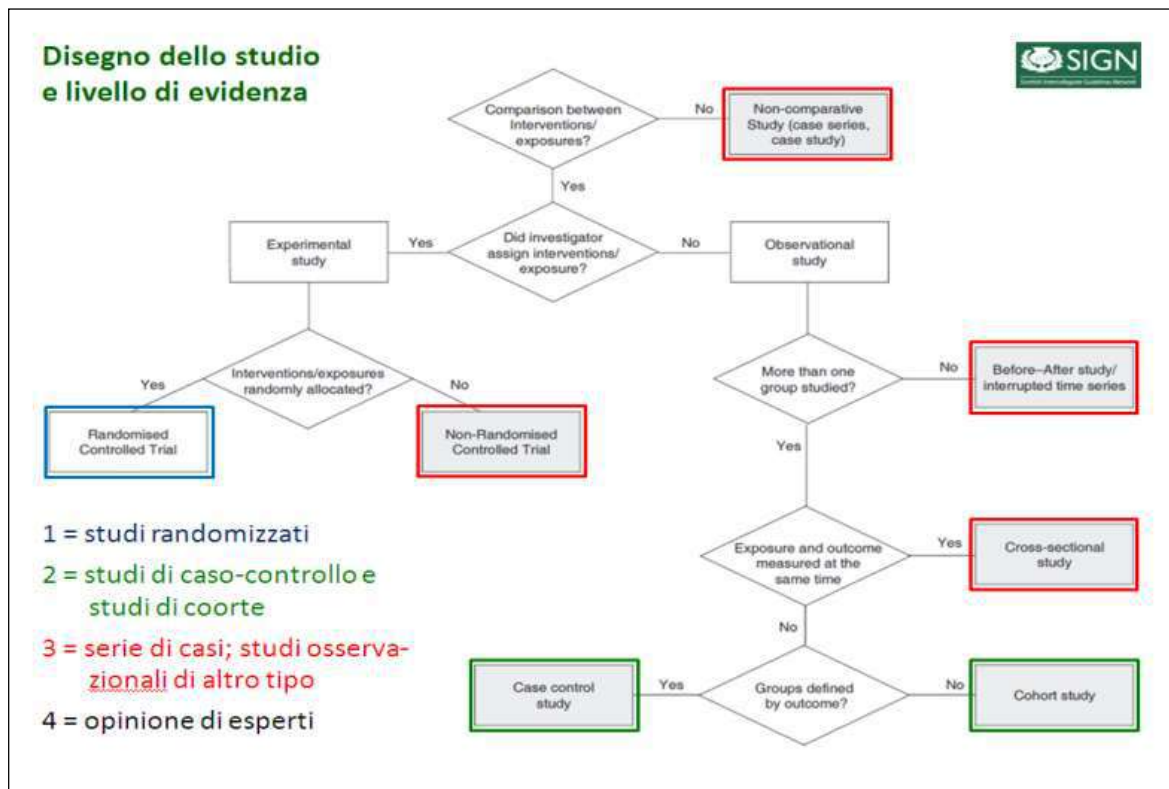 Disegno dello studio
e livello di evidenza
SIGN
Comparison between
Interventions/
exposures?
No
Non-comparative
Study (case series,
case study)
Yes
Experimental
study
Yes
Did investigator
assign interventions/
exposure?
No
Observational
study
Interventions/exposures
randomly allocated?
Yes
No
Randomised
Controlled Trial
Non-Randomised
Controlled Trial
More than one
group studied?
No
Before–After study/
interrupted time series
Yes
Exposure and outcome
measured at the
same time
Yes
Cross-sectional
study
No
Case control
study
Yes
Groups defined
by outcome?
No
Cohort study
1 = studi randomizzati
2 = studi di caso-controllo e
studi di coorte
3 = serie di casi; studi osserva-
zionali di altro tipo
4 = opinione di esperti